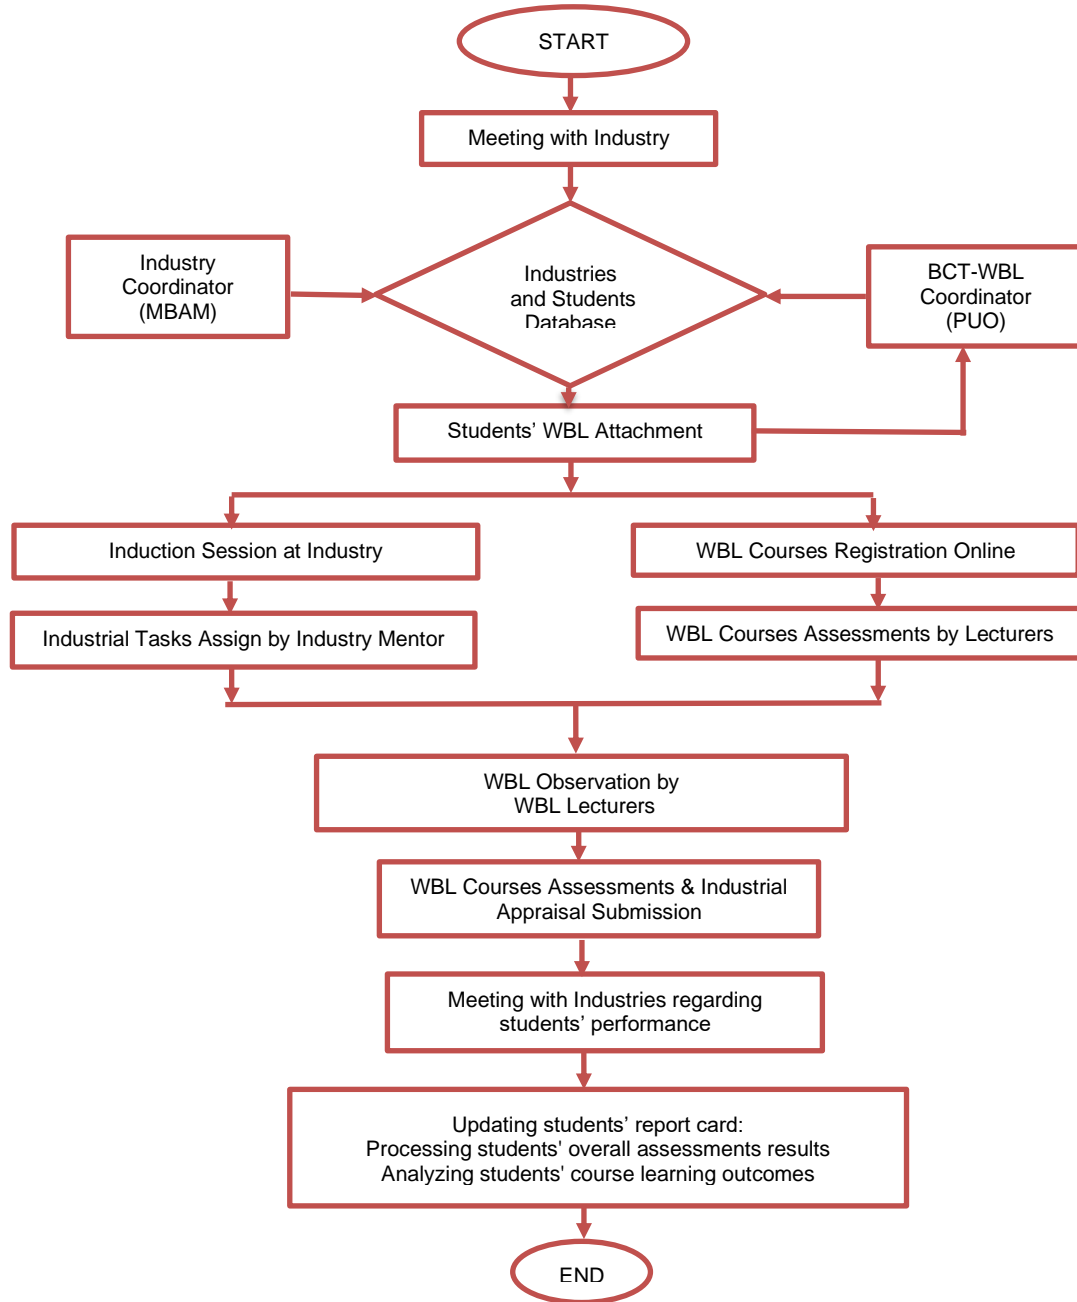 START
Meeting with Industry
Industry
Coordinator
(MBAM)
Industries
and Students
Database
BCT-WBL
Coordinator
(PUO)
Students’ WBL Attachment
Induction Session at Industry
WBL Courses Registration Online
Industrial Tasks Assign by Industry Mentor
WBL Courses Assessments by Lecturers
WBL Observation by
WBL Lecturers
WBL Courses Assessments & Industrial
Appraisal Submission
Meeting with Industries regarding
students’ performance
Updating students’ report card:
Processing students' overall assessments results
Analyzing students' course learning outcomes
END